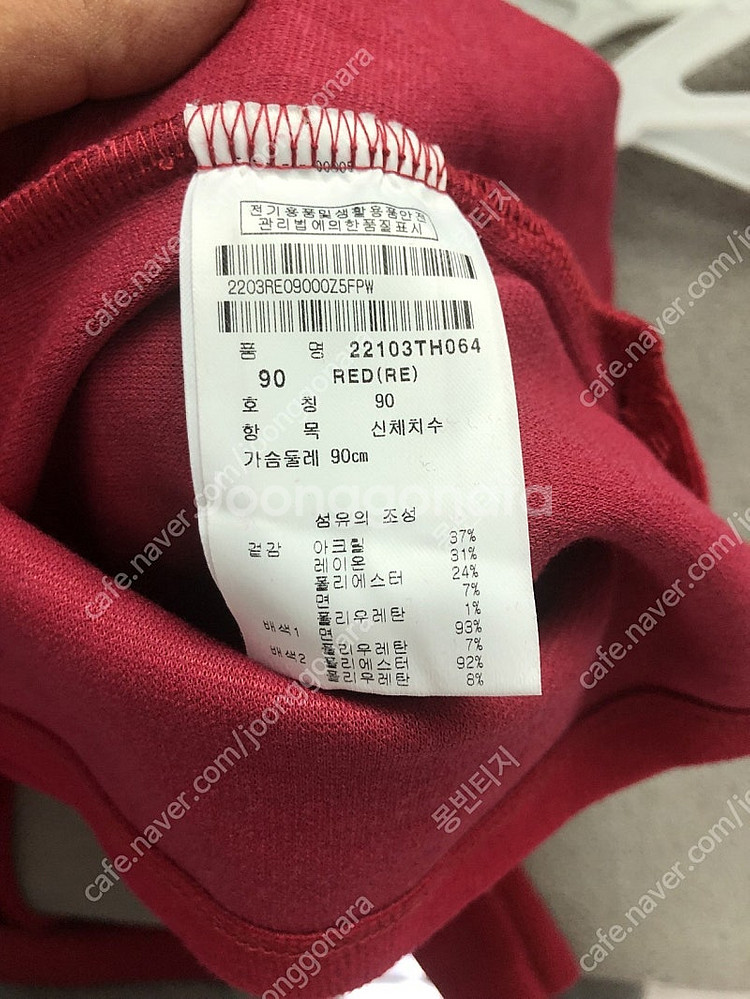 전기용품및생활용품안전
관리법에의한품질표시
2203RE09000Z5FPW
품 명 22103TH064
90 RED(RE)
호 칭 90
항 목 신체치수
가슴둘레 90cm
섬유의 조성
겉감 아크릴 37%
레이온 31%
폴리에스터 24%
면 7%
폴리우레탄 1%
배색1 면 93%
폴리우레탄 7%
배색2 폴리에스터 92%
폴리우레탄 8%
joonggonara
cafe.naver.com/joonggonara
몽빈티지